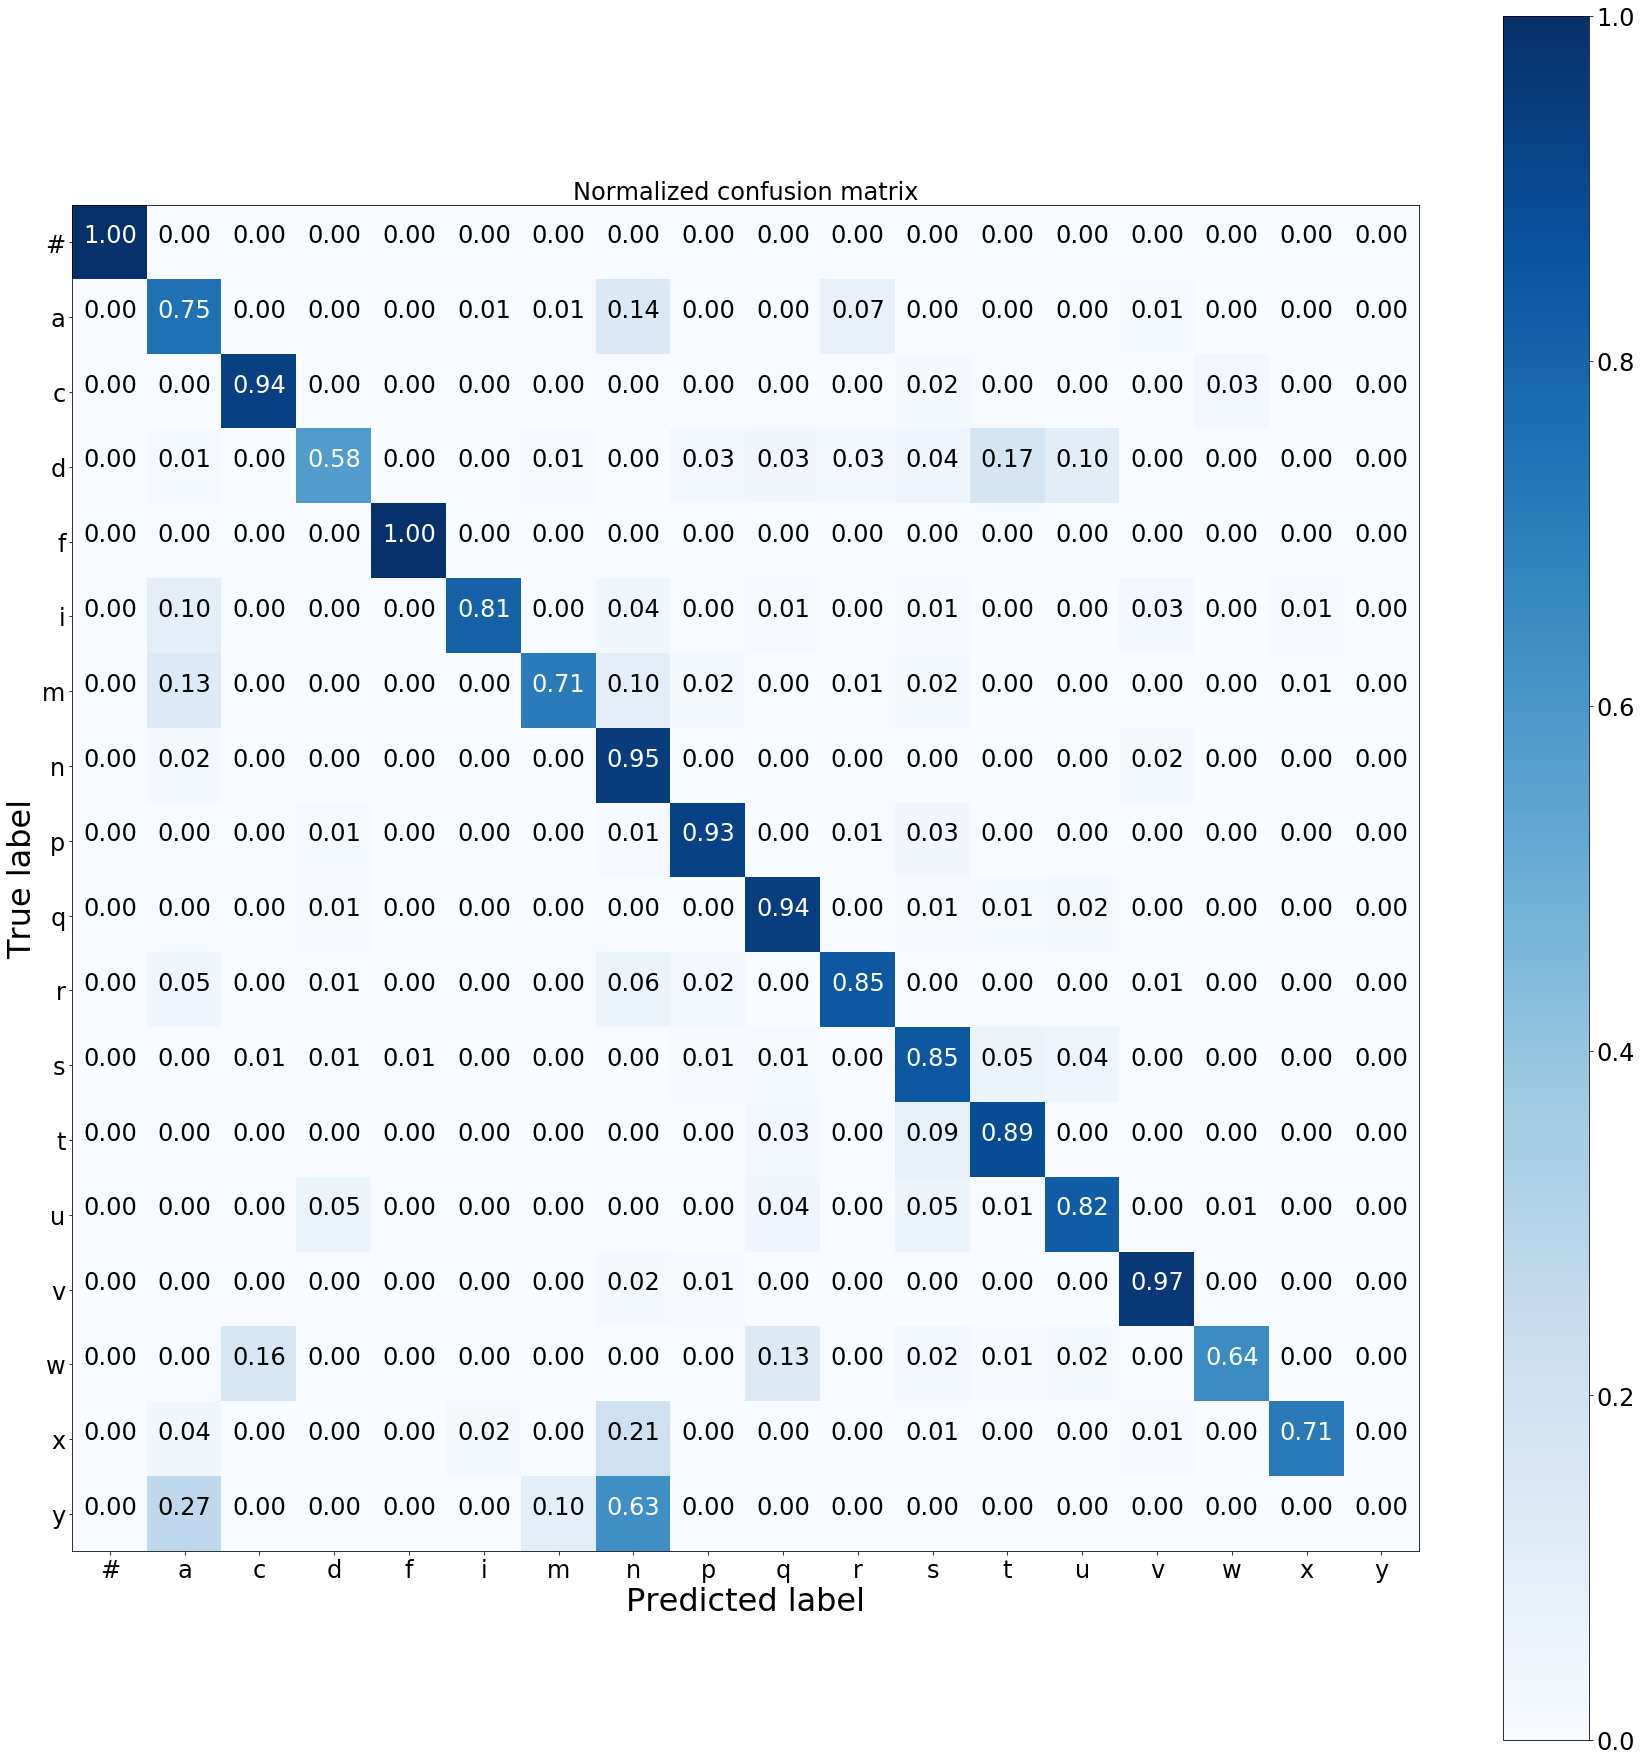 Normalized confusion matrix
# 1.00 0.00 0.00 0.00 0.00 0.00 0.00 0.00 0.00 0.00 0.00 0.00 0.00 0.00 0.00 0.00 0.00 0.00
a 0.00 0.75 0.00 0.00 0.00 0.01 0.01 0.14 0.00 0.00 0.07 0.00 0.00 0.00 0.01 0.00 0.00 0.00
c 0.00 0.00 0.94 0.00 0.00 0.00 0.00 0.00 0.00 0.00 0.00 0.02 0.00 0.00 0.00 0.03 0.00 0.00
d 0.00 0.01 0.00 0.58 0.00 0.00 0.01 0.00 0.03 0.03 0.03 0.04 0.17 0.10 0.00 0.00 0.00 0.00
f 0.00 0.00 0.00 0.00 1.00 0.00 0.00 0.00 0.00 0.00 0.00 0.00 0.00 0.00 0.00 0.00 0.00 0.00
i 0.00 0.10 0.00 0.00 0.00 0.81 0.00 0.04 0.00 0.01 0.00 0.01 0.00 0.00 0.03 0.00 0.01 0.00
m 0.00 0.13 0.00 0.00 0.00 0.00 0.71 0.10 0.02 0.00 0.01 0.02 0.00 0.00 0.00 0.00 0.01 0.00
n 0.00 0.02 0.00 0.00 0.00 0.00 0.00 0.95 0.00 0.00 0.00 0.00 0.00 0.00 0.02 0.00 0.00 0.00
p 0.00 0.00 0.00 0.01 0.00 0.00 0.00 0.01 0.93 0.00 0.01 0.03 0.00 0.00 0.00 0.00 0.00 0.00
q 0.00 0.00 0.00 0.01 0.00 0.00 0.00 0.00 0.00 0.94 0.00 0.01 0.01 0.02 0.00 0.00 0.00 0.00
r 0.00 0.05 0.00 0.01 0.00 0.00 0.00 0.06 0.02 0.00 0.85 0.00 0.00 0.00 0.01 0.00 0.00 0.00
s 0.00 0.00 0.01 0.01 0.01 0.00 0.00 0.00 0.01 0.01 0.00 0.85 0.05 0.04 0.00 0.00 0.00 0.00
t 0.00 0.00 0.00 0.00 0.00 0.00 0.00 0.00 0.00 0.03 0.00 0.09 0.89 0.00 0.00 0.00 0.00 0.00
u 0.00 0.00 0.00 0.05 0.00 0.00 0.00 0.00 0.00 0.04 0.00 0.05 0.01 0.82 0.00 0.01 0.00 0.00
v 0.00 0.00 0.00 0.00 0.00 0.00 0.00 0.02 0.01 0.00 0.00 0.00 0.00 0.00 0.97 0.00 0.00 0.00
w 0.00 0.00 0.16 0.00 0.00 0.00 0.00 0.00 0.00 0.13 0.00 0.02 0.01 0.02 0.00 0.64 0.00 0.00
x 0.00 0.04 0.00 0.00 0.00 0.02 0.00 0.21 0.00 0.00 0.00 0.01 0.00 0.00 0.01 0.00 0.71 0.00
y 0.00 0.27 0.00 0.00 0.00 0.00 0.10 0.63 0.00 0.00 0.00 0.00 0.00 0.00 0.00 0.00 0.00 0.00
# a c d f i m n p q r s t u v w x y
Predicted label
True label
1.0
0.8
0.6
0.4
0.2
0.0